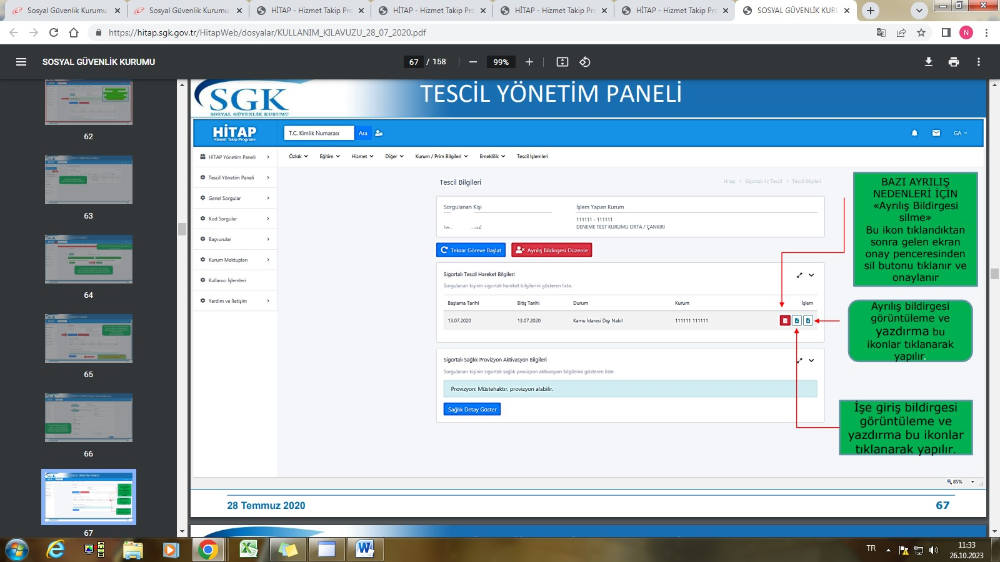 Sosyal Güvenlik Kurumu
Sosyal Güvenlik Kurumu
HİTAP - Hizmet Takip Pro
HİTAP - Hizmet Takip Pro
HİTAP - Hizmet Takip Pro
HİTAP - Hizmet Takip Pro
SOSYAL GÜVENLİK KURU
https://hitap.sgk.gov.tr/HitapWeb/dosyalar/KULLANIM_KILAVUZU_28_07_2020.pdf
N
SOSYAL GÜVENLİK KURUMU
67 / 158
99%
62
63
64
65
66
67
SGK
SOSYAL GÜVENLİK KURUMU
TESCİL YÖNETİM PANELİ
HİTAP
Hizmet Takip Programı
T.C. Kimlik Numarası
Ara
GA
HİTAP Yönetim Paneli
Tescil Yönetim Paneli
Genel Sorgular
Kod Sorgular
Başvurular
Kurum Mektupları
Kullanıcı İşlemleri
Yardım ve İletişim
Özlük
Eğitim
Hizmet
Diğer
Kurum / Prim Bilgileri
Emeklilik
Tescil İşlemleri
Tescil Bilgileri
Hitap > Sigortalı 4c Tescil > Tescil Bilgileri
Sorgulanan Kişi
İşlem Yapan Kurum
111111 - 111111
DENEME TEST KURUMU ORTA / ÇANKIRI
Tekrar Göreve Başlat
Ayrılış Bildirgesi Düzenle
Sigortalı Tescil Hareket Bilgileri
Sorgulanan kişinin sigortalı hareket bilgilerini gösteren liste.
Başlama Tarihi
Bitiş Tarihi
Durum
Kurum
İşlem
13.07.2020
13.07.2020
Kamu İdaresi Dışı Nakil
111111 111111
Sigortalı Sağlık Provizyon Aktivasyon Bilgileri
Sorgulanan kişinin sigortalı sağlık provizyon aktivasyon bilgilerini gösteren liste.
Provizyon: Müstehaktır, provizyon alabilir.
Sağlık Detay Göster
BAZI AYRILIŞ
NEDENLERİ İÇİN
«Ayrılış Bildirgesi
silme»
Bu ikon tıklandıktan
sonra gelen ekran
onay penceresinden
sil butonu tıklanır ve
onaylanır
Ayrılış bildirgesi
görüntüleme ve
yazdırma bu
ikonlar tıklanarak
yapılır.
İşe giriş bildirgesi
görüntüleme ve
yazdırma bu ikonlar
tıklanarak yapılır.
85%
28 Temmuz 2020
67
TESCİL YÖNETİM PANELİ
TR
11:33
26.10.2023